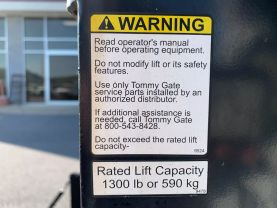 WARNING
Read operator's manual
before operating equipment.
Do not modify lift or its safety
features.
Use only Tommy Gate
service parts installed by an
authorized distributor.
If additional assistance is
needed, call Tommy Gate
at 800-543-8428.
Do not exceed the rated lift
capacity-
Rated Lift Capacity
1300 lb or 590 kg